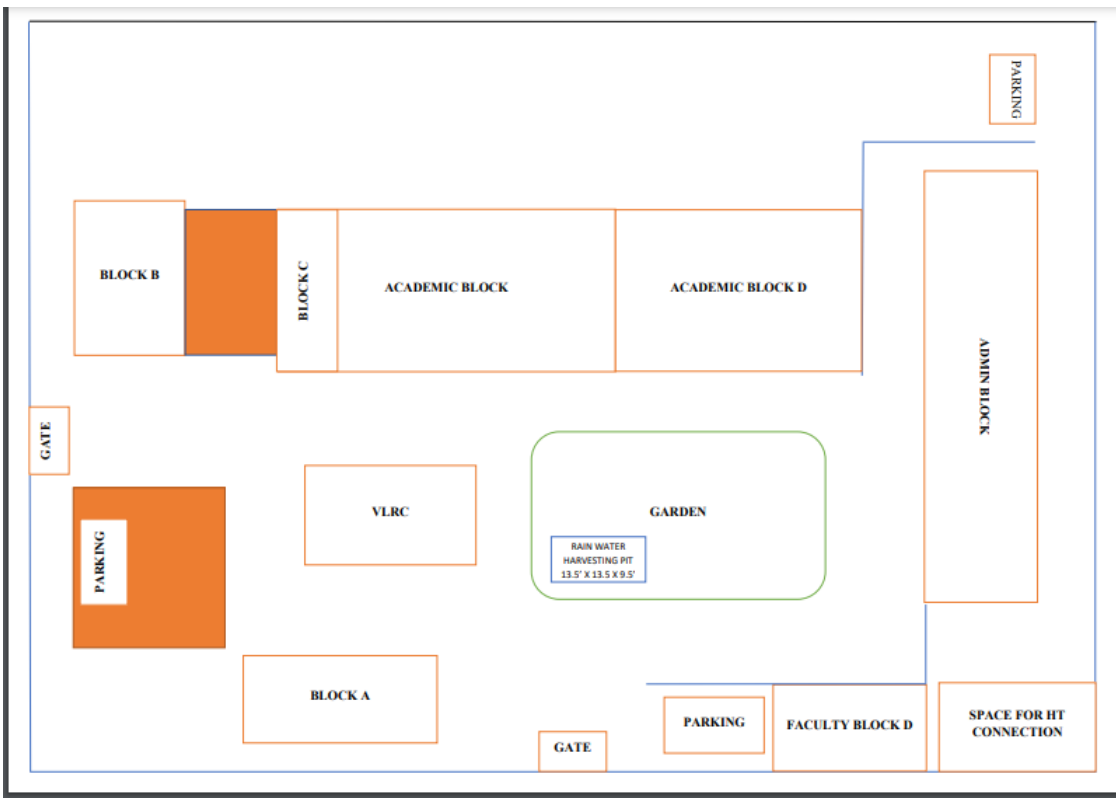 PARKING
BLOCK B
BLOCK C
ACADEMIC BLOCK
ACADEMIC BLOCK D
ADMIN BLOCK
GATE
PARKING
VLRC
GARDEN
RAIN WATER
HARVESTING PIT
13.5' X 13.5 X 9.5'
BLOCK A
GATE
PARKING
FACULTY BLOCK D
SPACE FOR HT
CONNECTION